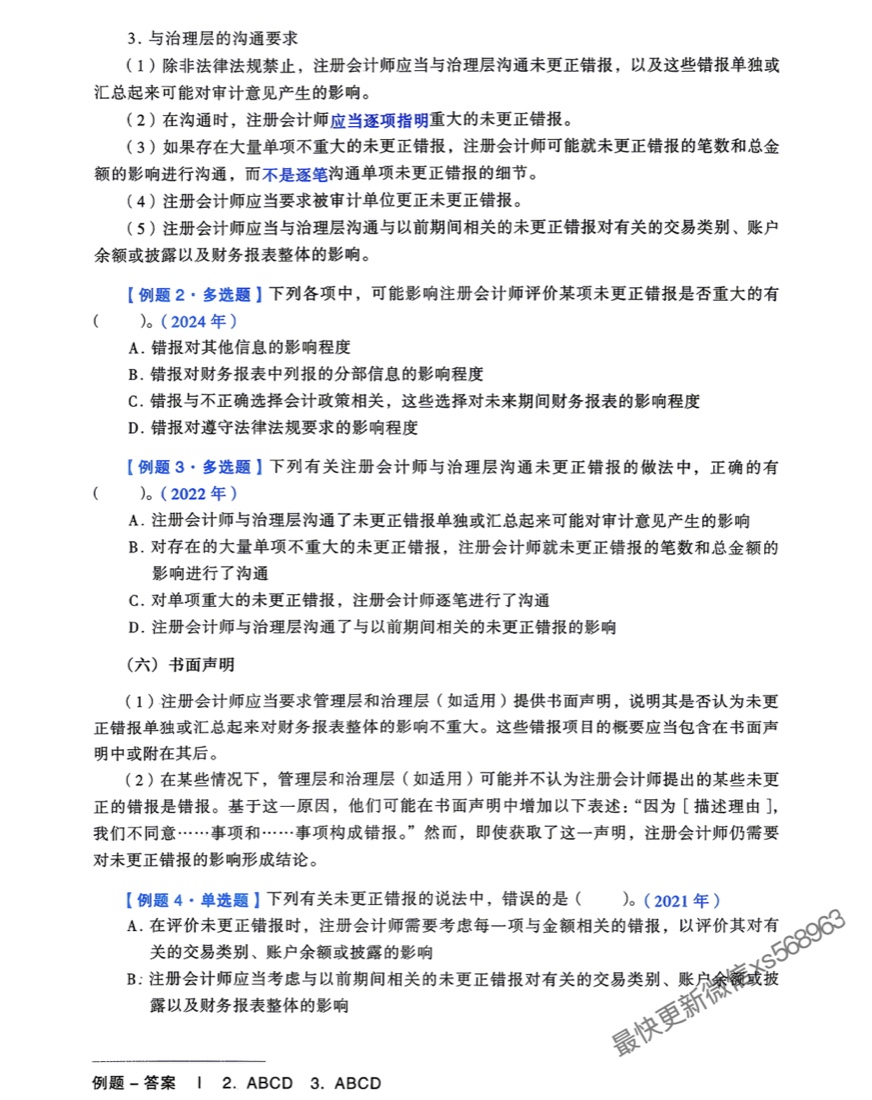 3. 与治理层的沟通要求
(1)除非法律法规禁止，注册会计师应当与治理层沟通未更正错报，以及这些错报单独或
汇总起来可能对审计意见产生的影响。
(2)在沟通时，注册会计师应当逐项指明重大的未更正错报。
(3)如果存在大量单项不重大的未更正错报，注册会计师可能就未更正错报的笔数和总金
额的影响进行沟通，而不是逐笔沟通单项未更正错报的细节。
(4)注册会计师应当要求被审计单位更正未更正错报。
(5)注册会计师应当与治理层沟通与以前期间相关的未更正错报对有关的交易类别、账户
余额或披露以及财务报表整体的影响。
【例题2·多选题】下列各项中，可能影响注册会计师评价某项未更正错报是否重大的有
(　　)。(2024年)
A. 错报对其他信息的影响程度
B. 错报对财务报表中列报的分部信息的影响程度
C. 错报与不正确选择会计政策相关，这些选择对未来期间财务报表的影响程度
D. 错报对遵守法律法规要求的影响程度
【例题3·多选题】下列有关注册会计师与治理层沟通未更正错报的做法中，正确的有
(　　)。(2022年)
A. 注册会计师与治理层沟通了未更正错报单独或汇总起来可能对审计意见产生的影响
B. 对存在的大量单项不重大的未更正错报，注册会计师就未更正错报的笔数和总金额的
影响进行了沟通
C. 对单项重大的未更正错报，注册会计师逐笔进行了沟通
D. 注册会计师与治理层沟通了与以前期间相关的未更正错报的影响
(六) 书面声明
(1)注册会计师应当要求管理层和治理层(如适用)提供书面声明，说明其是否认为未更
正错报单独或汇总起来对财务报表整体的影响不重大。这些错报项目的概要应当包含在书面声
明中或附在其后。
(2)在某些情况下，管理层和治理层(如适用)可能并不认为注册会计师提出的某些未更
正的错报是错报。基于这一原因，他们可能在书面声明中增加以下表述：“因为[描述理由]，
我们不同意……事项和……事项构成错报。”然而，即使获取了这一声明，注册会计师仍需要
对未更正错报的影响形成结论。
【例题4·单选题】下列有关未更正错报的说法中，错误的是(　　)。(2021年)
A. 在评价未更正错报时，注册会计师需要考虑每一项与金额相关的错报，以评价其对有
关的交易类别、账户余额或披露的影响
B. 注册会计师应当考虑与以前期间相关的未更正错报对有关的交易类别、账户余额或披
露以及财务报表整体的影响
最快更新微信xs568963
例题－答案　|　2. ABCD　3. ABCD